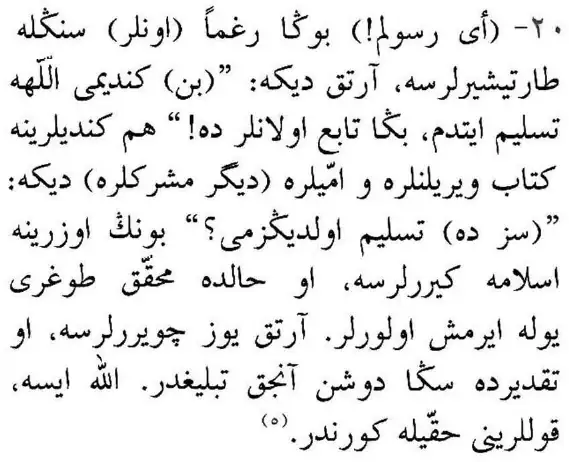 ٢٠- (أى رسولم!) بوڭا رغماً (اونلر) سنڭله
طارتيشيرلرسه، آرتق ديكه: ”(بن) كنديمى اللّٰهه
تسليم ايتدم، بڭا تابع اولانلر ده!“ هم كنديلرينه
كتاب ويريلنلره و امّيلره (ديگر مشركلره) ديكه:
”(سز ده) تسليم اولديڭزمى؟“ بونڭ اوزرينه
اسلامه كيررلرسه، او حالده محقّق طوغرى
يوله ايرمش اولورلر. آرتق يوز چويررلرسه، او
تقديرده سڭا دوشن آنجق تبليغدر. الله ايسه،
قوللرينى حقّيله كورندر.(٥)